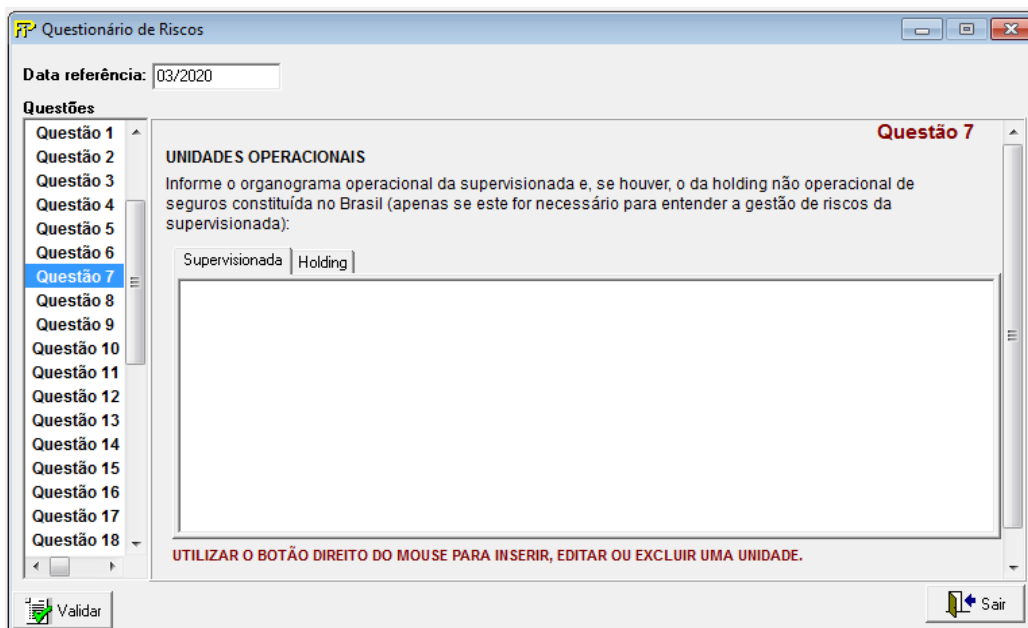 FIP Questionário de Riscos
Data referência: 03/2020
Questões
Questão 1
Questão 2
Questão 3
Questão 4
Questão 5
Questão 6
Questão 7
Questão 8
Questão 9
Questão 10
Questão 11
Questão 12
Questão 13
Questão 14
Questão 15
Questão 16
Questão 17
Questão 18
Questão 7
UNIDADES OPERACIONAIS
Informe o organograma operacional da supervisionada e, se houver, o da holding não operacional de
seguros constituída no Brasil (apenas se este for necessário para entender a gestão de riscos da
supervisionada):
Supervisionada Holding
UTILIZAR O BOTÃO DIREITO DO MOUSE PARA INSERIR, EDITAR OU EXCLUIR UMA UNIDADE.
Validar
Sair